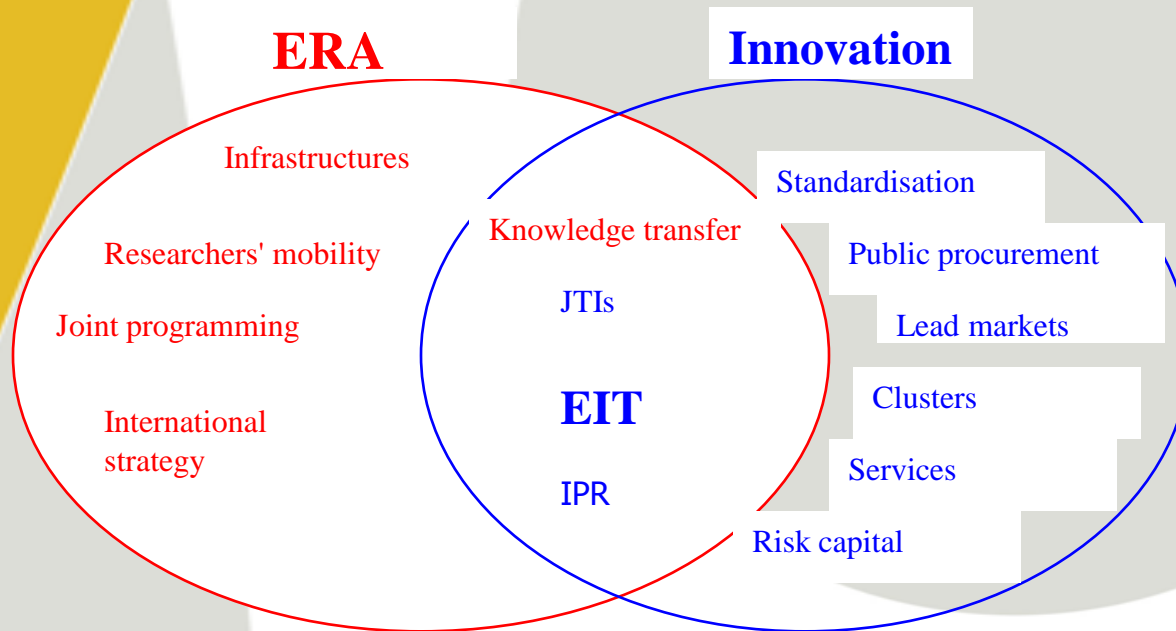 ERA
Innovation
Infrastructures
Researchers' mobility
Joint programming
International
strategy
Knowledge transfer
JTIs
EIT
IPR
Standardisation
Public procurement
Lead markets
Clusters
Services
Risk capital